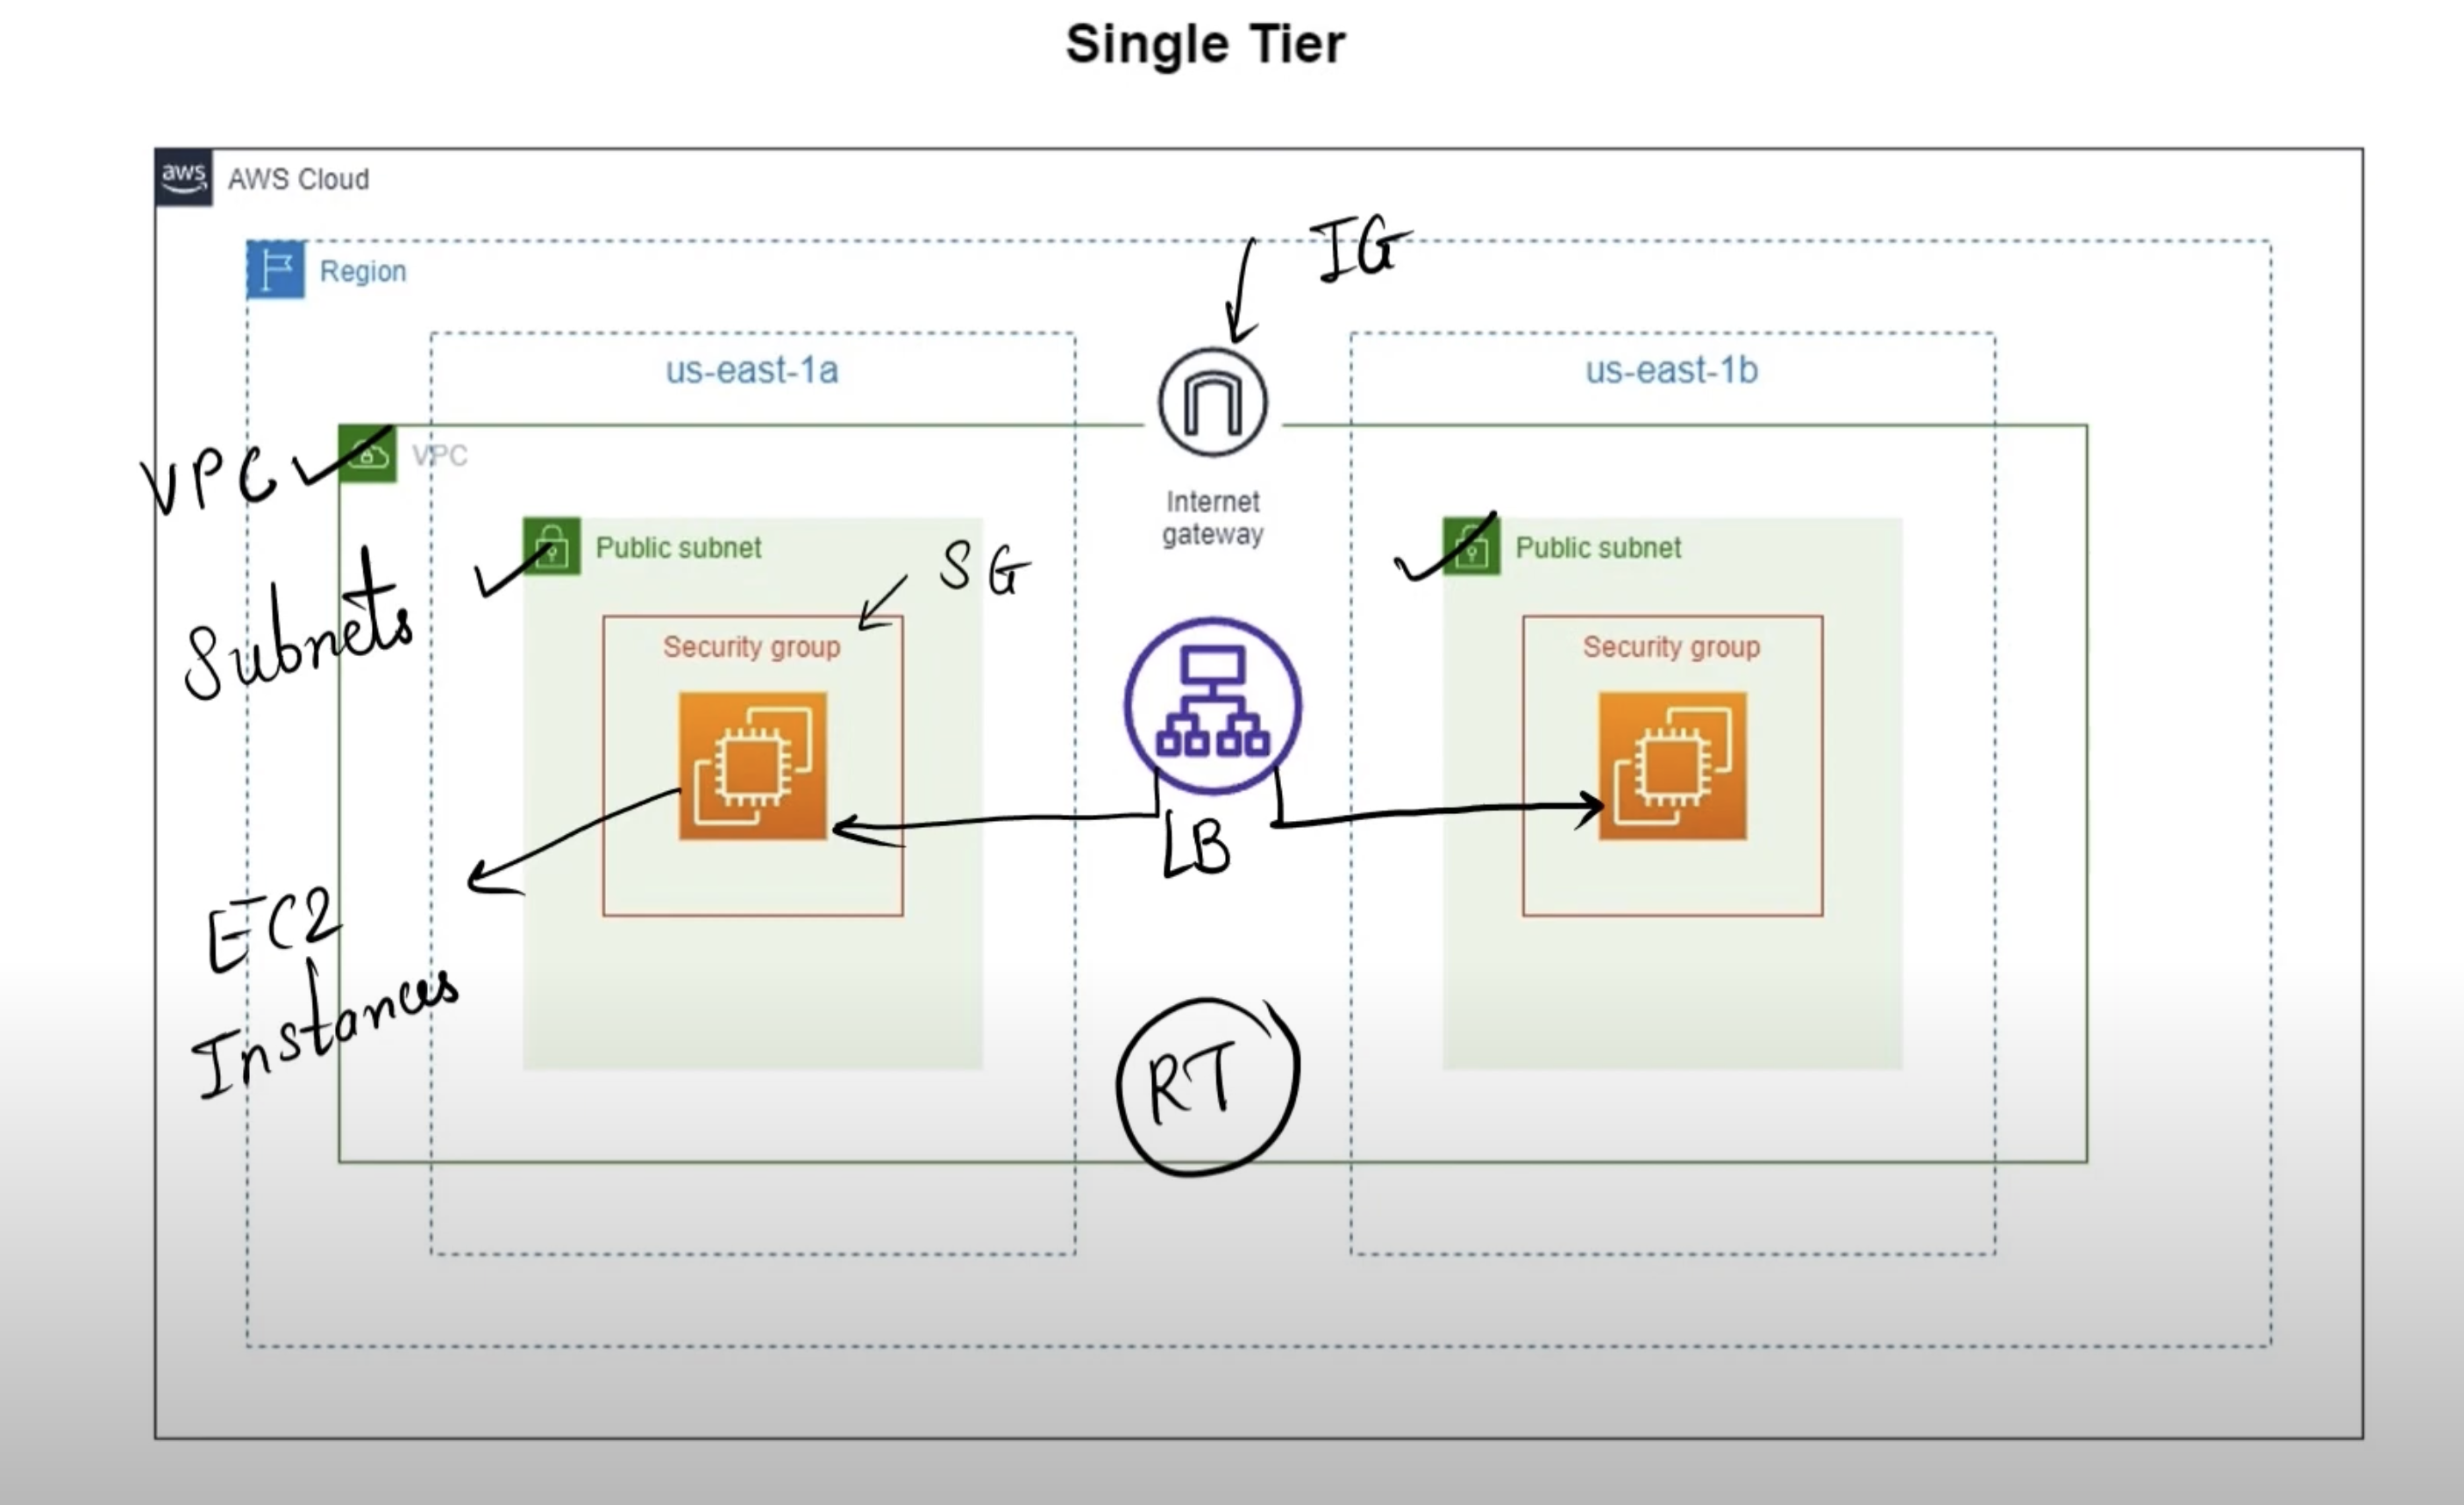 Single Tier
aws
AWS Cloud
IG
Region
us-east-1a
us-east-1b
VPC
VPC
Internet
gateway
Public subnet
SG
Public subnet
Subnets
Security group
Security group
LB
EC2
Instances
RT